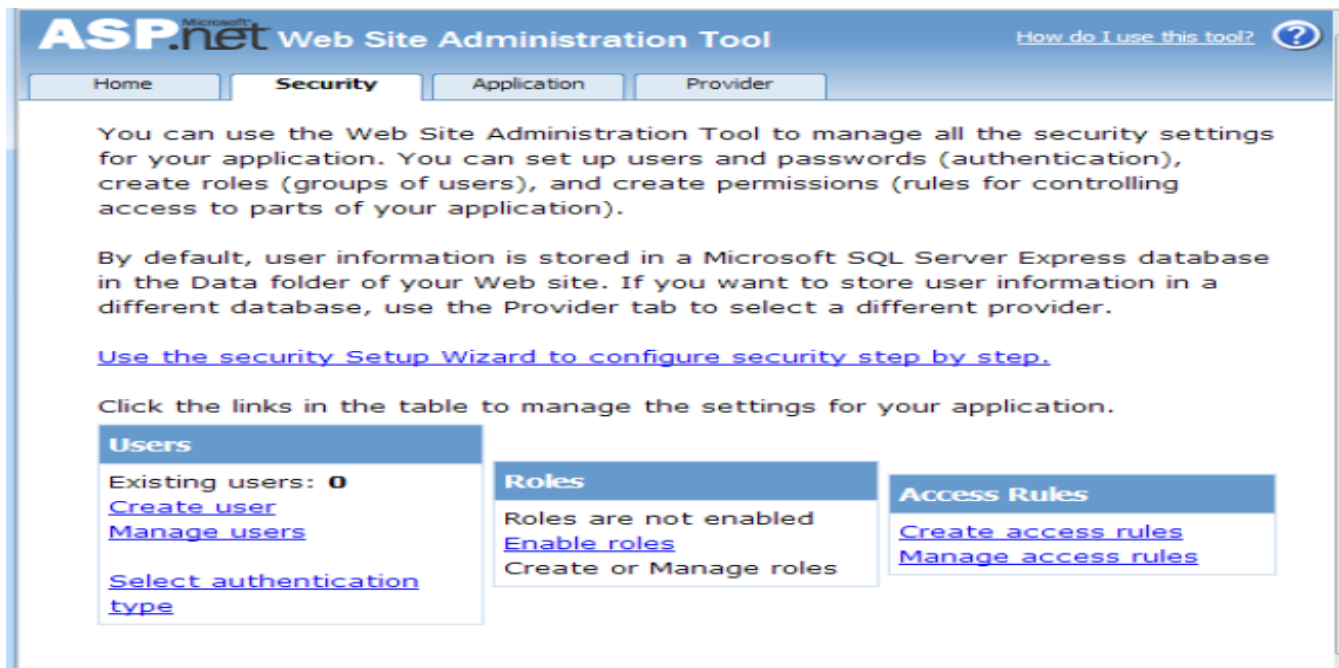 Microsoft
ASP.net Web Site Administration Tool
How do I use this tool? ?
Home Security Application Provider
You can use the Web Site Administration Tool to manage all the security settings
for your application. You can set up users and passwords (authentication),
create roles (groups of users), and create permissions (rules for controlling
access to parts of your application).
By default, user information is stored in a Microsoft SQL Server Express database
in the Data folder of your Web site. If you want to store user information in a
different database, use the Provider tab to select a different provider.
Use the security Setup Wizard to configure security step by step.
Click the links in the table to manage the settings for your application.
Users
Existing users: 0
Create user
Manage users
Select authentication
type
Roles
Roles are not enabled
Enable roles
Create or Manage roles
Access Rules
Create access rules
Manage access rules